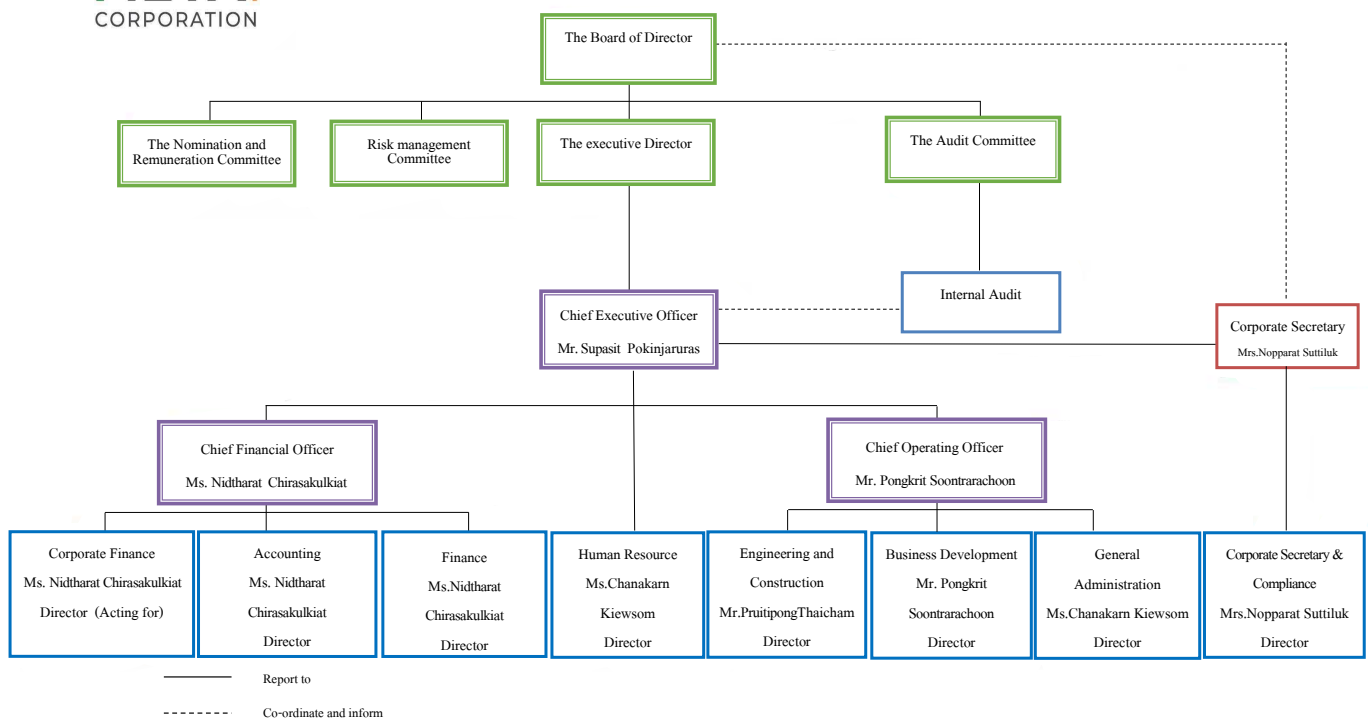 CORPORATION
The Board of Director
The Nomination and
Remuneration Committee
Risk management
Committee
The executive Director
The Audit Committee
Internal Audit
Chief Executive Officer
Mr. Supasit Pokinjaruras
Corporate Secretary
Mrs.Nopparat Suttiluk
Chief Financial Officer
Ms. Nidtharat Chirasakulkiat
Chief Operating Officer
Mr. Pongkrit Soontrarachoon
Corporate Finance
Ms. Nidtharat Chirasakulkiat
Director (Acting for)
Accounting
Ms. Nidtharat
Chirasakulkiat
Director
Finance
Ms.Nidtharat
Chirasakulkiat
Director
Human Resource
Ms.Chanakarn
Kiewsom
Director
Engineering and
Construction
Mr.PruitipongThaicham
Director
Business Development
Mr. Pongkrit
Soontrarachoon
Director
General
Administration
Ms.Chanakarn Kiewsom
Director
Corporate Secretary &
Compliance
Mrs.Nopparat Suttiluk
Director
Report to
Co-ordinate and inform